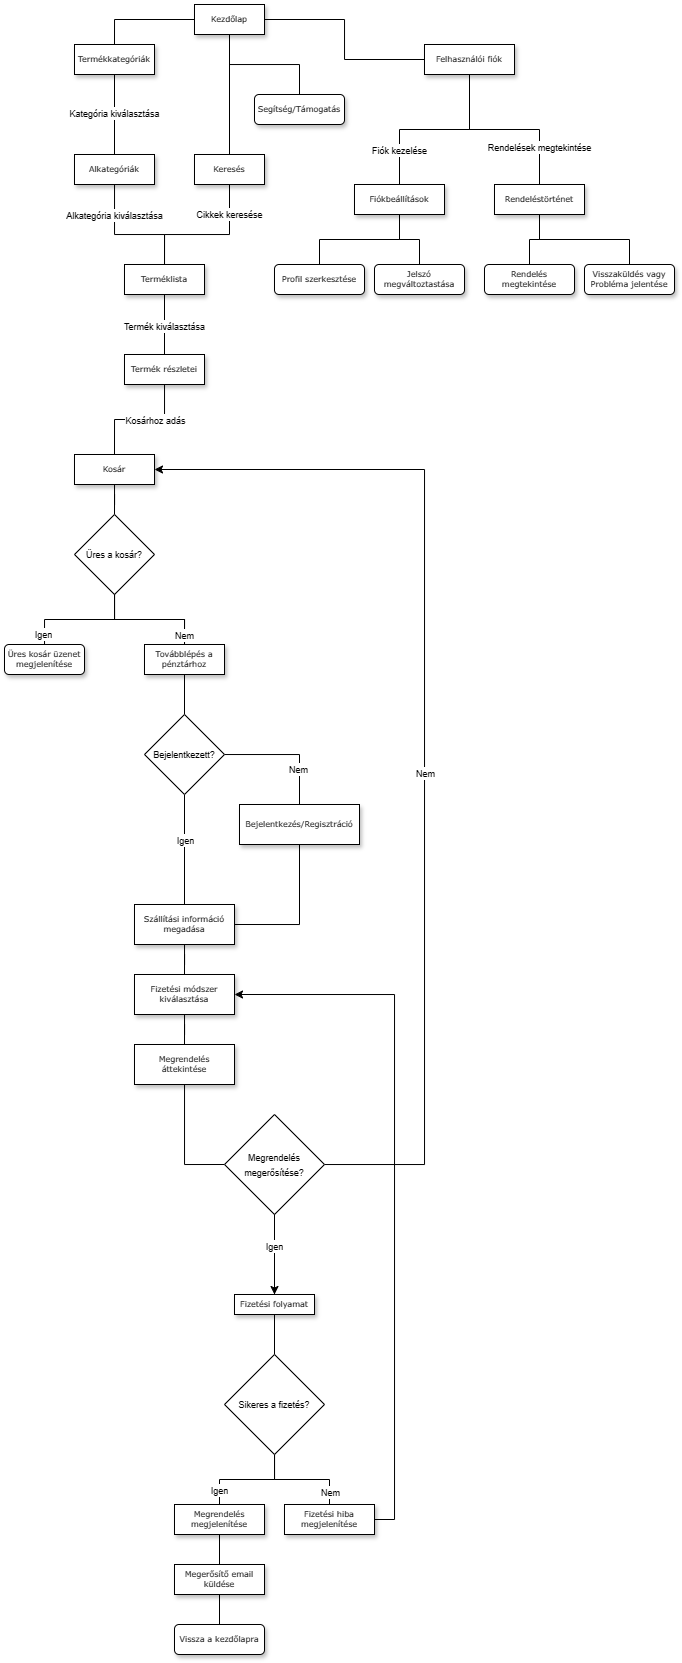 Kezdőlap
Termékkategóriák
Felhasználói fiók
Segítség/Támogatás
Kategória kiválasztása
Fiók kezelése
Rendelések megtekintése
Alkategóriák
Keresés
Fiókbeállítások
Rendeléstörténet
Alkategória kiválasztása
Cikkek keresése
Terméklista
Profil szerkesztése
Jelszó
megváltoztastása
Rendelés
megtekintése
Visszaküldés vagy
Probléma jelentése
Termék kiválasztása
Termék részletei
Kosárhoz adás
Kosár
Üres a kosár?
Igen
Nem
Üres kosár üzenet
megjelenítése
Továbblépés a
pénztárhoz
Bejelentkezett?
Nem
Nem
Bejelentkezés/Regisztráció
Igen
Szállítási információ
megadása
Fizetési módszer
kiválasztása
Megrendelés
áttekintése
Megrendelés
megerősítése?
Igen
Fizetési folyamat
Sikeres a fizetés?
Igen
Nem
Megrendelés
megjelenítése
Fizetési hiba
megjelenítése
Megerősítő email
küldése
Vissza a kezdőlapra